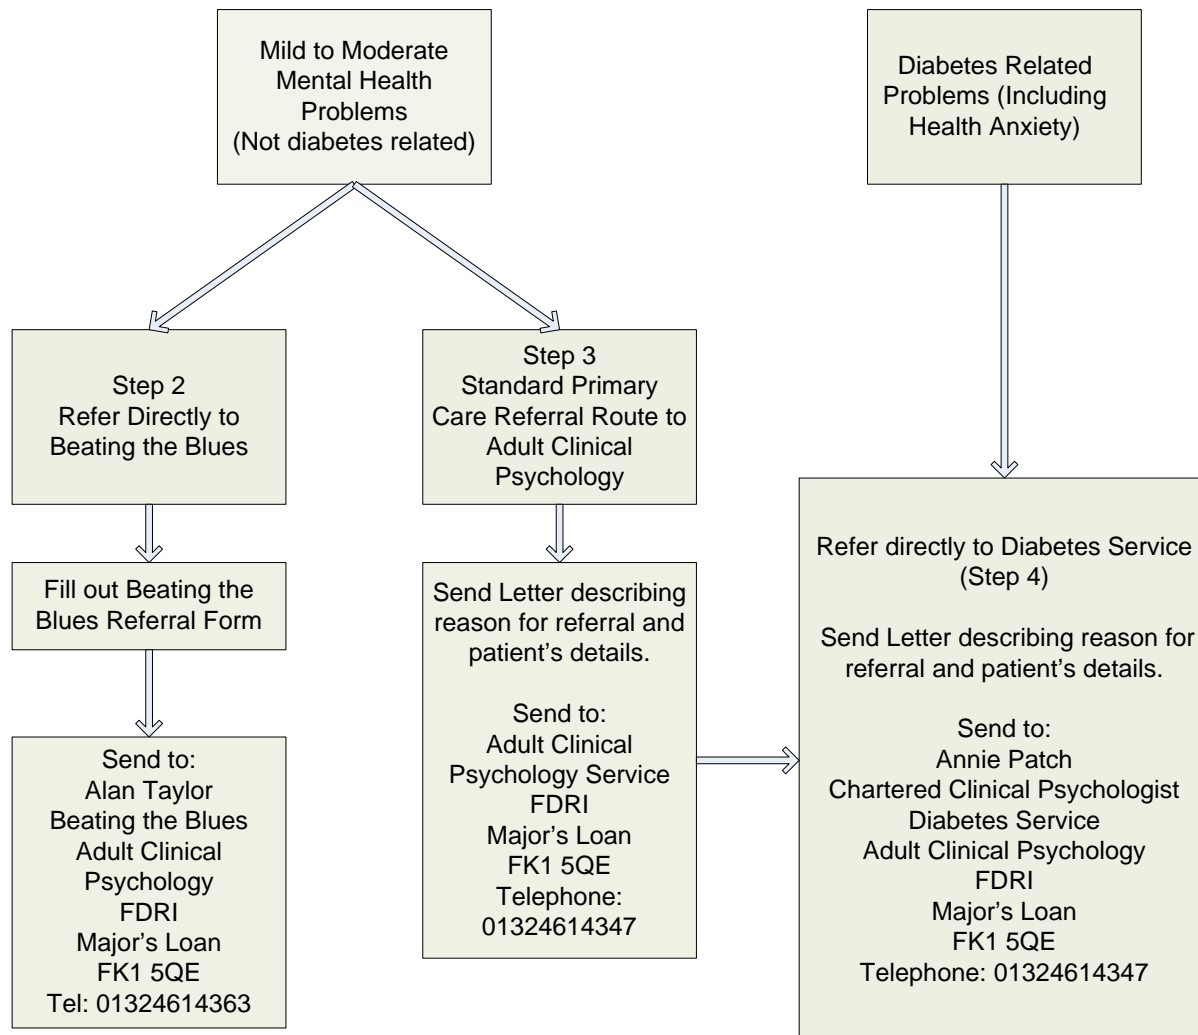 Mild to Moderate
Mental Health
Problems
(Not diabetes related)
Diabetes Related
Problems (Including
Health Anxiety)
Step 2
Refer Directly to
Beating the Blues
Step 3
Standard Primary
Care Referral Route to
Adult Clinical
Psychology
Fill out Beating the
Blues Referral Form
Send to:
Alan Taylor
Beating the Blues
Adult Clinical
Psychology
FDRI
Major’s Loan
FK1 5QE
Tel: 01324614363
Send Letter describing
reason for referral and
patient’s details.
Send to:
Adult Clinical
Psychology Service
FDRI
Major’s Loan
FK1 5QE
Telephone:
01324614347
Refer directly to Diabetes Service
(Step 4)
Send Letter describing reason for
referral and patient’s details.
Send to:
Annie Patch
Chartered Clinical Psychologist
Diabetes Service
Adult Clinical Psychology
FDRI
Major’s Loan
FK1 5QE
Telephone: 01324614347